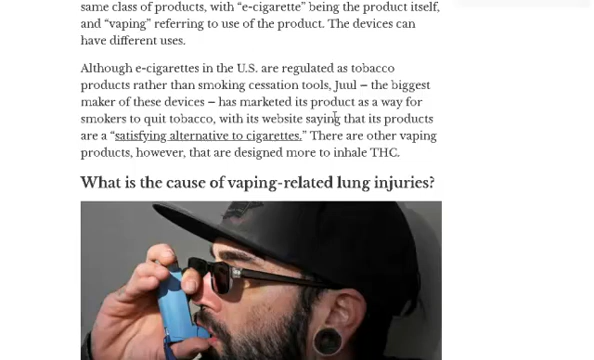 same class of products, with “e-cigarette” being the product itself,
and “vaping” referring to use of the product. The devices can
have different uses.
Although e-cigarettes in the U.S. are regulated as tobacco
products rather than smoking cessation tools, Juul – the biggest
maker of these devices – has marketed its product as a way for
smokers to quit tobacco, with its website saying that its products
are a “satisfying alternative to cigarettes.” There are other vaping
products, however, that are designed more to inhale THC.
What is the cause of vaping-related lung injuries?